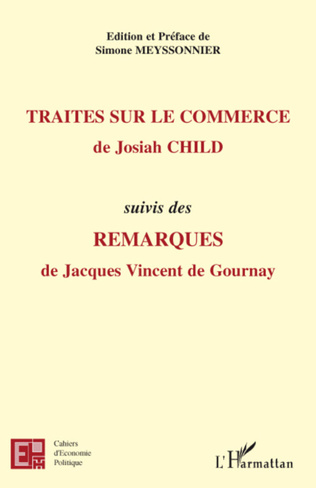 Edition et Préface de
Simone MEYSSONNIER
TRAITES SUR LE COMMERCE
de Josiah CHILD
suivis des
REMARQUES
de Jacques Vincent de Gournay
Cahiers
d'Economie
Politique
L'Harmattan